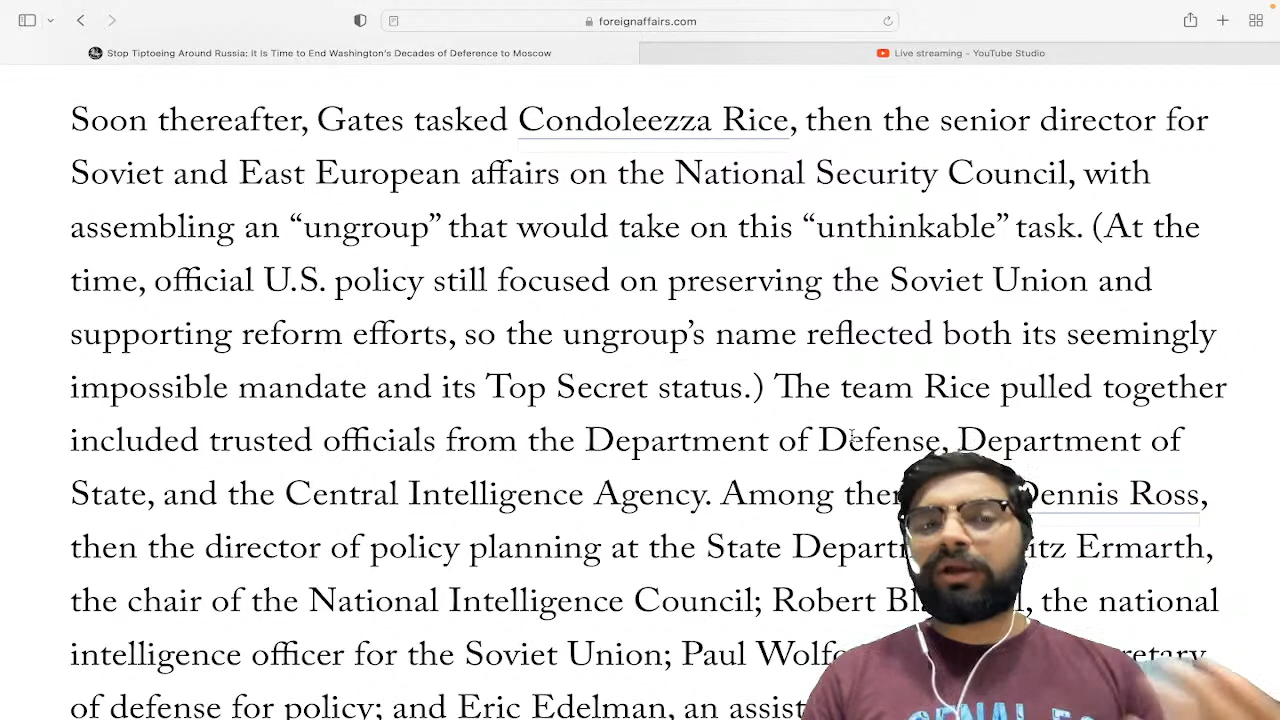 foreignaffairs.com
Stop Tiptoeing Around Russia: It Is Time to End Washington's Decades of Deference to Moscow
Live streaming - YouTube Studio
Soon thereafter, Gates tasked Condoleezza Rice, then the senior director for
Soviet and East European affairs on the National Security Council, with
assembling an “ungroup” that would take on this “unthinkable” task. (At the
time, official U.S. policy still focused on preserving the Soviet Union and
supporting reform efforts, so the ungroup’s name reflected both its seemingly
impossible mandate and its Top Secret status.) The team Rice pulled together
included trusted officials from the Department of Defense, Department of
State, and the Central Intelligence Agency. Among Dennis Ross,
then the director of policy planning at the State Ermarth,
the chair of the National Intelligence Council; Robert the national
intelligence officer for the Soviet Union; Paul
of defense for policy; and Eric Edelman, an